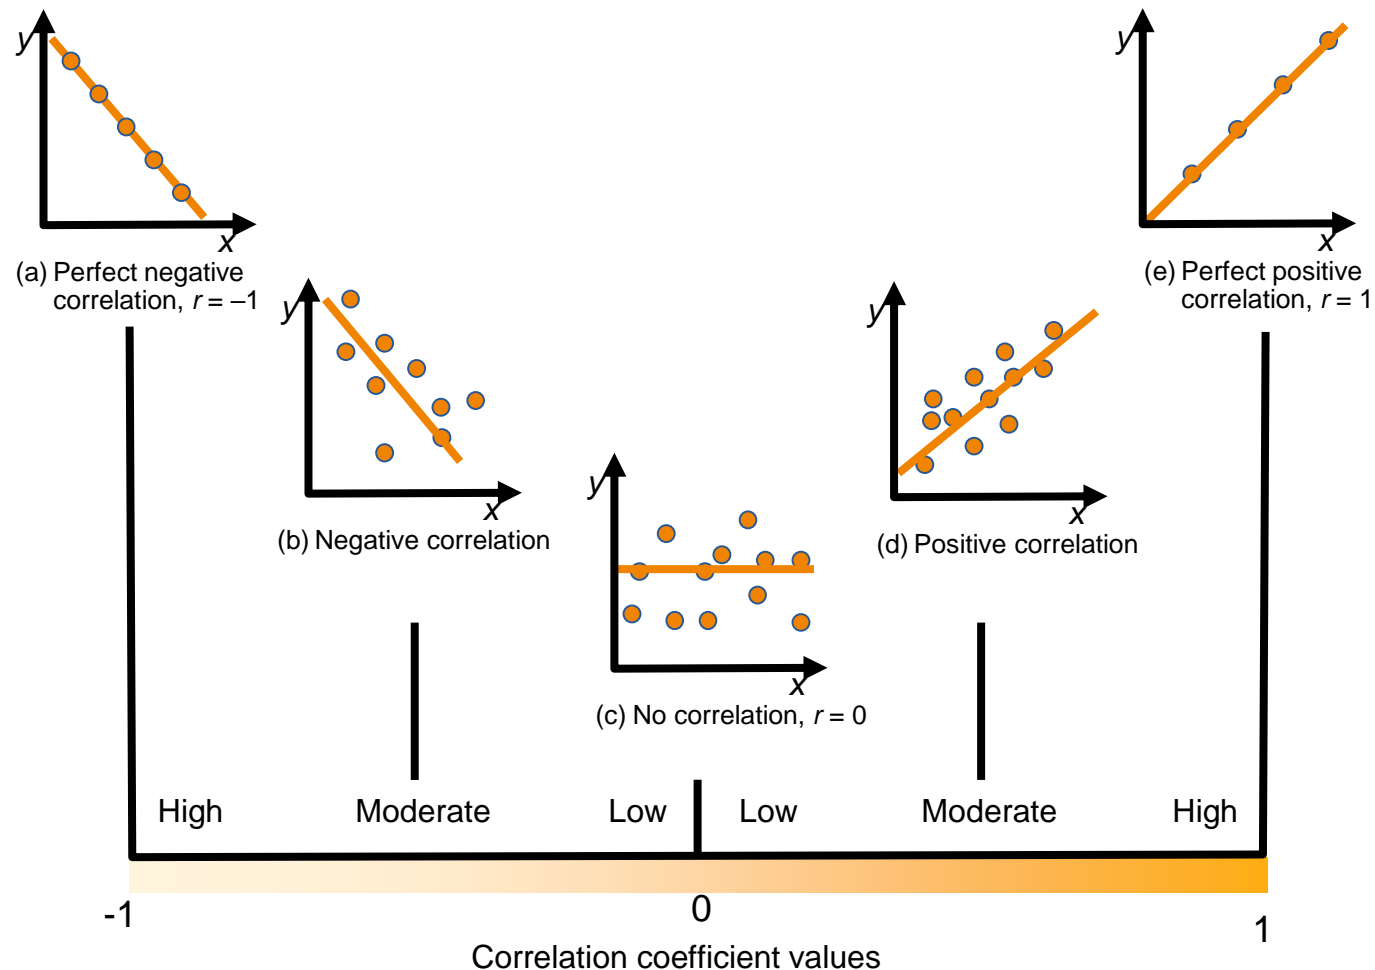 y
x
(a) Perfect negative
correlation, r = –1
y
x
(b) Negative correlation
y
x
(c) No correlation, r = 0
y
x
(d) Positive correlation
y
x
(e) Perfect positive
correlation, r = 1
High Moderate Low Low Moderate High
-1 0 1
Correlation coefficient values